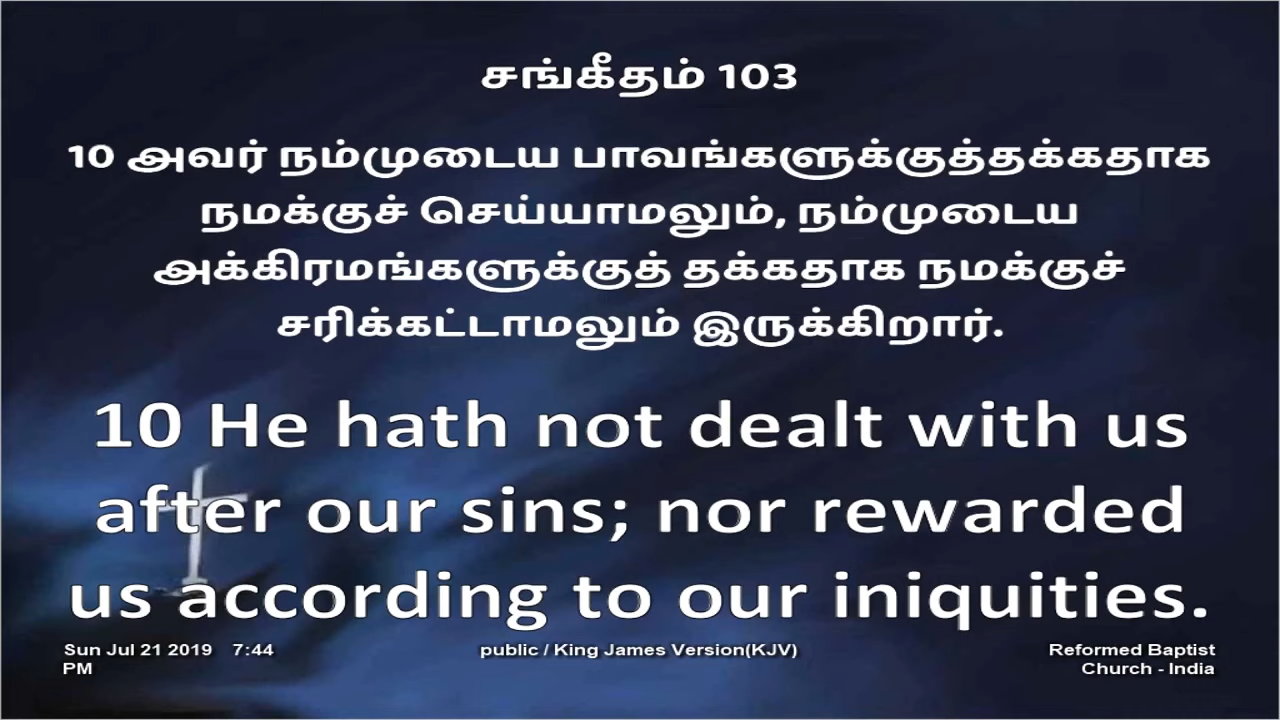 சங்கீதம் 103
10 அவர் நம்முடைய பாவங்களுக்குத்தக்கதாக
நமக்குச் செய்யாமலும், நம்முடைய
அக்கிரமங்களுக்குத் தக்கதாக நமக்குச்
சரிக்கட்டாமலும் இருக்கிறார்.
10 He hath not dealt with us
after our sins; nor rewarded
us according to our iniquities.
Sun Jul 21 2019 7:44
PM
public / King James Version(KJV)
Reformed Baptist
Church - India